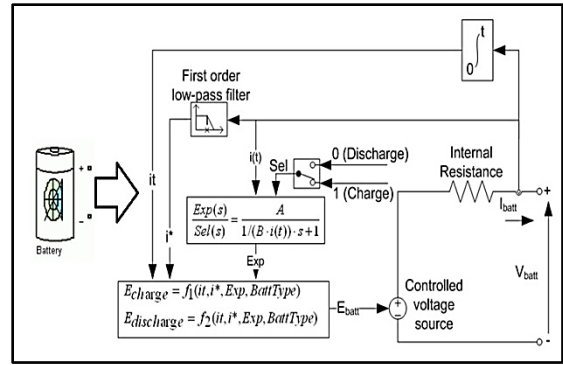 t
∫
0
First order
low-pass filter
i(t)
Sel
0 (Discharge)
1 (Charge)
Internal
Resistance
+
I_batt
it
i*
Exp(s)/Sel(s) = A/(1/(B·i(t))·s+1)
Exp
V_batt
+
-
Battery
E_charge = f_1(it,i*,Exp,BattType)
E_discharge = f_2(it,i*,Exp,BattType)
E_batt
+
-
Controlled
voltage
source
-